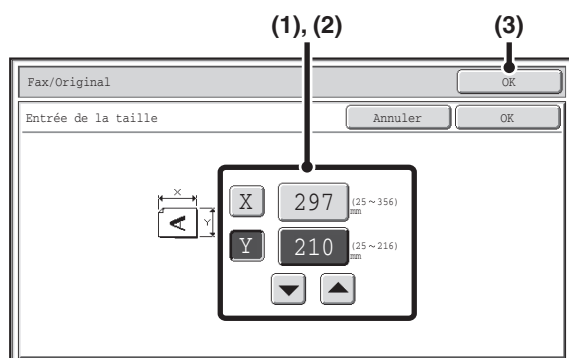 (1), (2) (3)
Fax/Original OK
Entrée de la taille Annuler OK
X
Y
A
X 297 (25~356)
mm
Y 210 (25~216)
mm